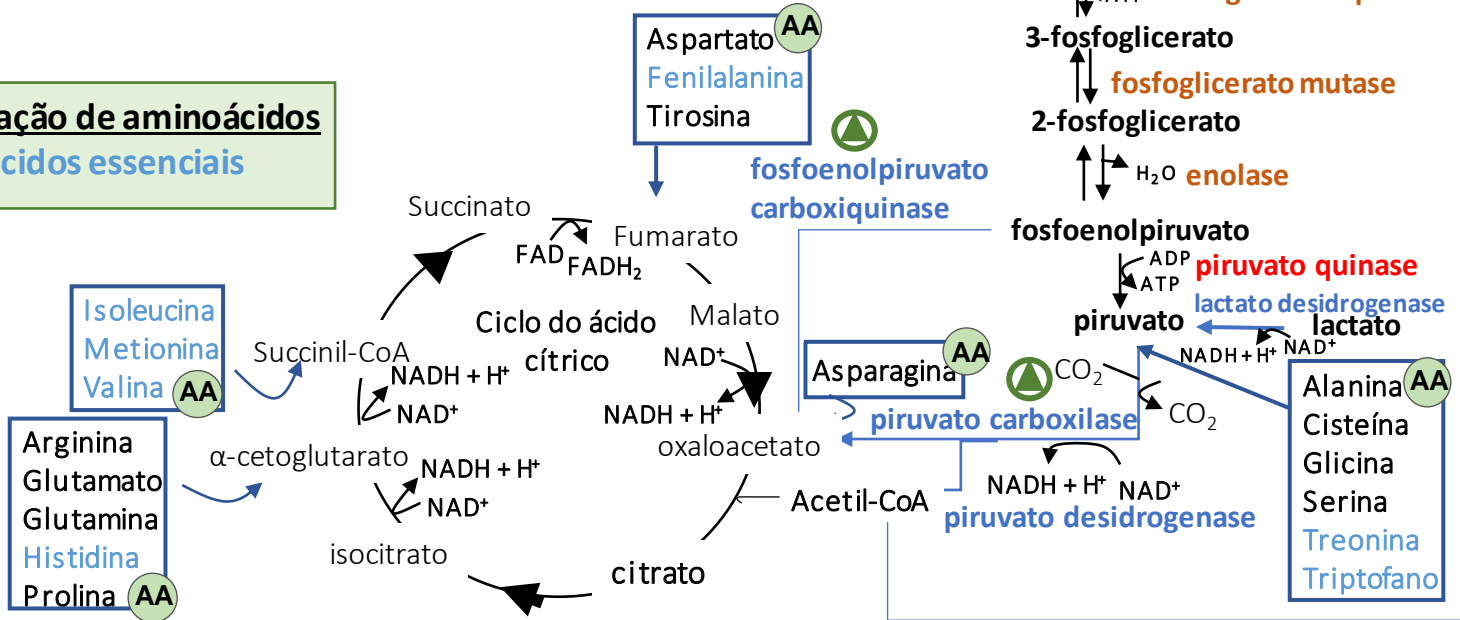 3-fosfoglicerato
fosfoglicerato mutase
2-fosfoglicerato
H₂O enolase
fosfoenolpiruvato
ADP
ATP
piruvato quinase
lactato desidrogenase
piruvato
lactato
NADH + H⁺ NAD⁺
Aspartato AA
Fenilalanina
Tirosina
fosfoenolpiruvato
carboxiquinase
ação de aminoácidos
cidos essenciais
Succinato
FAD FADH₂
Fumarato
Malato
Ciclo do ácido
cítrico
NAD⁺
NADH + H⁺
Isoleucina
Metionina
Valina AA
Succinil-CoA
NADH + H⁺
NAD⁺
Arginina
Glutamato
Glutamina
Histidina
Prolina AA
α-cetoglutarato
NADH + H⁺
NAD⁺
isocitrato
citrato
oxaloacetato
Asparagina AA
CO₂
CO₂
piruvato carboxilase
Acetil-CoA
NADH + H⁺ NAD⁺
piruvato desidrogenase
Alanina AA
Cisteína
Glicina
Serina
Treonina
Triptofano